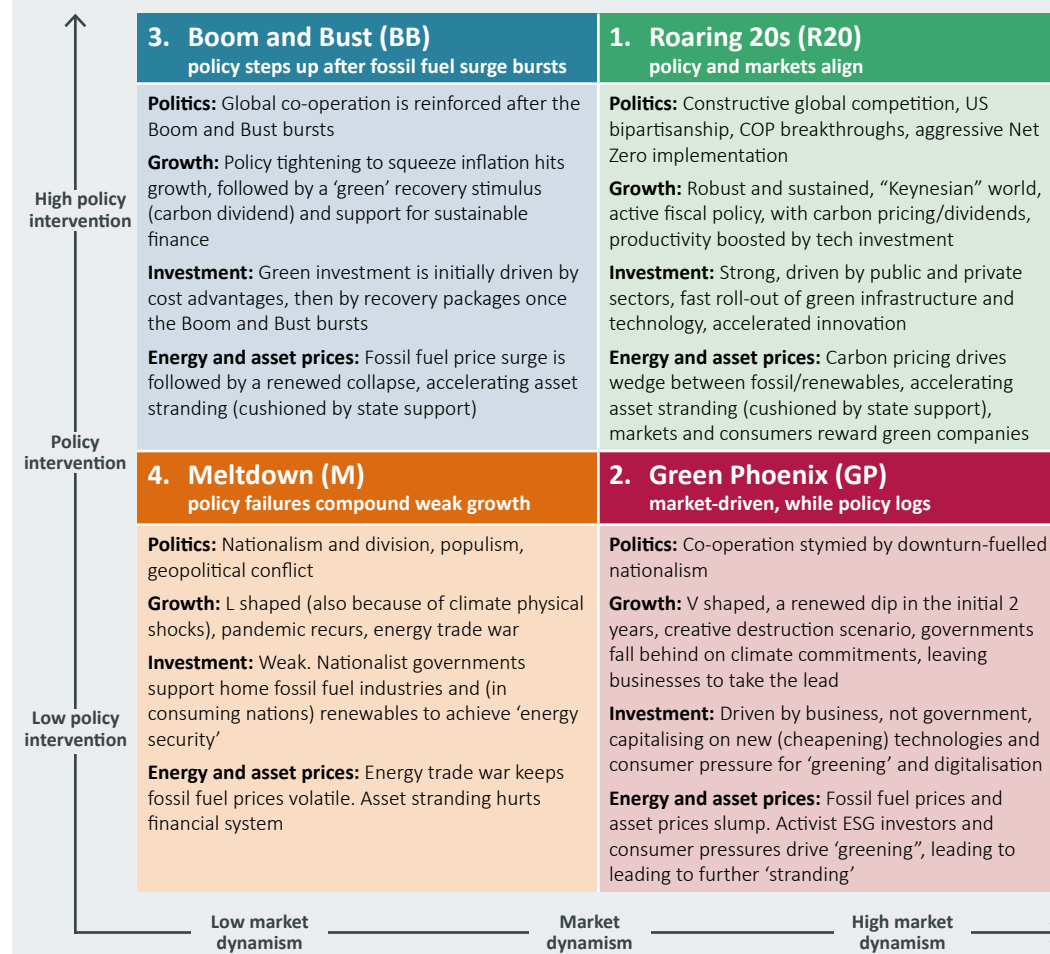 3. Boom and Bust (BB)
policy steps up after fossil fuel surge bursts
Politics: Global co-operation is reinforced after the
Boom and Bust bursts
Growth: Policy tightening to squeeze inflation hits
growth, followed by a ‘green’ recovery stimulus
(carbon dividend) and support for sustainable
finance
Investment: Green investment is initially driven by
cost advantages, then by recovery packages once
the Boom and Bust bursts
Energy and asset prices: Fossil fuel price surge is
followed by a renewed collapse, accelerating asset
stranding (cushioned by state support)
1. Roaring 20s (R20)
policy and markets align
Politics: Constructive global competition, US
bipartisanship, COP breakthroughs, aggressive Net
Zero implementation
Growth: Robust and sustained, “Keynesian” world,
active fiscal policy, with carbon pricing/dividends,
productivity boosted by tech investment
Investment: Strong, driven by public and private
sectors, fast roll-out of green infrastructure and
technology, accelerated innovation
Energy and asset prices: Carbon pricing drives
wedge between fossil/renewables, accelerating
asset stranding (cushioned by state support),
markets and consumers reward green companies
4. Meltdown (M)
policy failures compound weak growth
Politics: Nationalism and division, populism,
geopolitical conflict
Growth: L shaped (also because of climate physical
shocks), pandemic recurs, energy trade war
Investment: Weak. Nationalist governments
support home fossil fuel industries and (in
consuming nations) renewables to achieve ‘energy
security’
Energy and asset prices: Energy trade war keeps
fossil fuel prices volatile. Asset stranding hurts
financial system
2. Green Phoenix (GP)
market-driven, while policy logs
Politics: Co-operation stymied by downturn-fuelled
nationalism
Growth: V shaped, a renewed dip in the initial 2
years, creative destruction scenario, governments
fall behind on climate commitments, leaving
businesses to take the lead
Investment: Driven by business, not government,
capitalising on new (cheapening) technologies and
consumer pressure for ‘greening’ and digitalisation
Energy and asset prices: Fossil fuel prices and
asset prices slump. Activist ESG investors and
consumer pressures drive ‘greening”, leading to
leading to further ‘stranding’
High policy
intervention
Policy
intervention
Low policy
intervention
Low market
dynamism
Market
dynamism
High market
dynamism